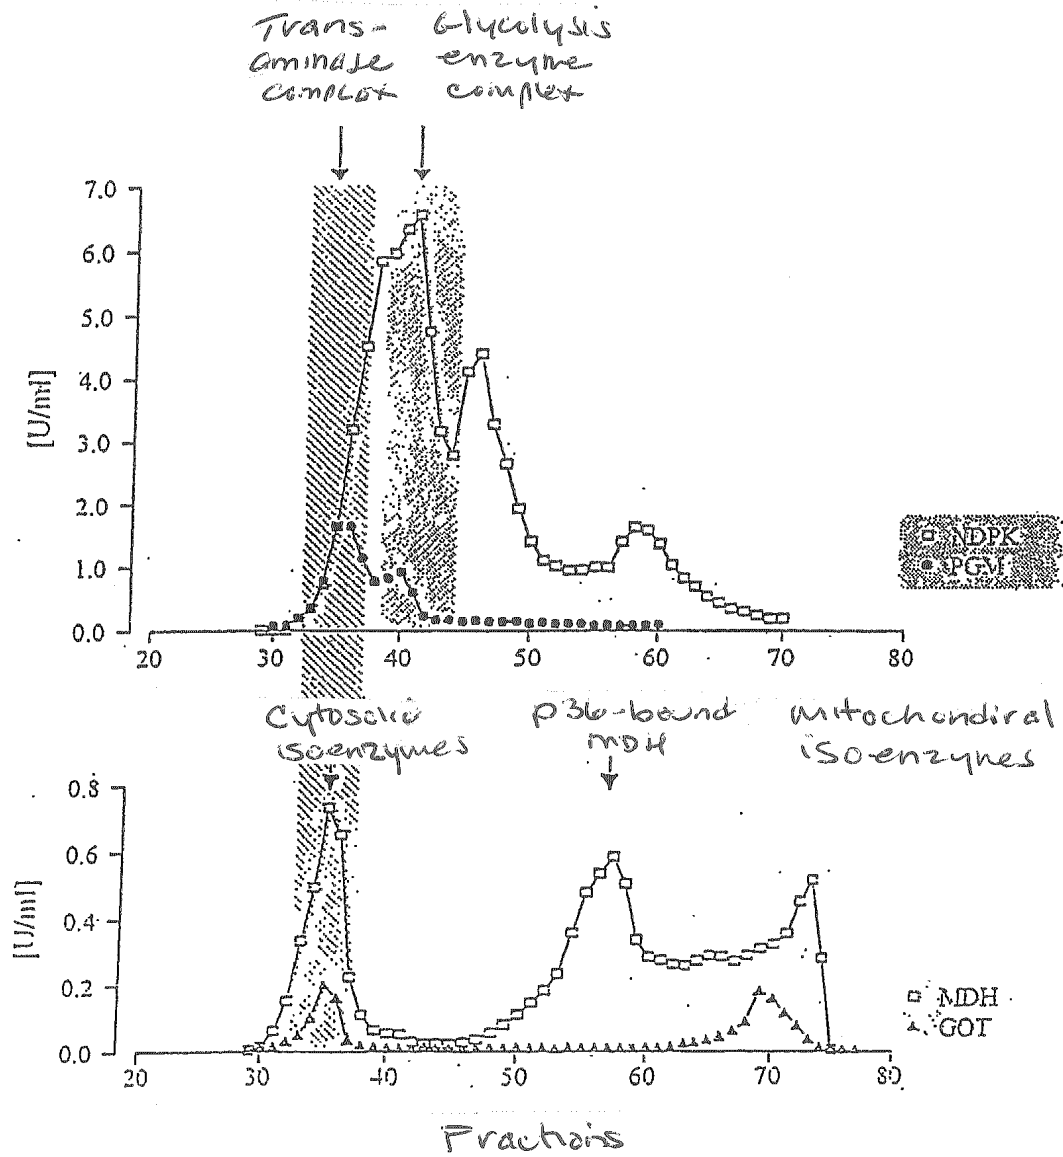 Trans- Glycolysis
aminase enzyme
complex complex
7.0
6.0
5.0
4.0
3.0
2.0
1.0
0.0
[U/ml]
20 30 40 50 60 70 80
NDPK
PGM
Cytosolic p36-bound Mitochondiral
isoenzymes MDH iso-enzymes
0.8
0.6
0.4
0.2
0.0
[U/ml]
20 30 40 50 60 70 80
MDH
GOT
Fractions